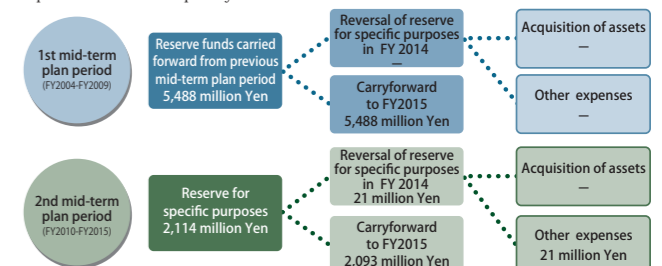 1st mid-term
plan period
(FY2004-FY2009)
Reserve funds carried
forward from previous
mid-term plan period
5,488 million Yen
Reversal of reserve
for specific purposes
in FY 2014
—
Carryforward
to FY2015
5,488 million Yen
Acquisition of assets
—
Other expenses
—
2nd mid-term
plan period
(FY2010-FY2015)
Reserve for
specific purposes
2,114 million Yen
Reversal of reserve
for specific purposes
in FY 2014
21 million Yen
Carryforward
to FY2015
2,093 million Yen
Acquisition of assets
—
Other expenses
21 million Yen